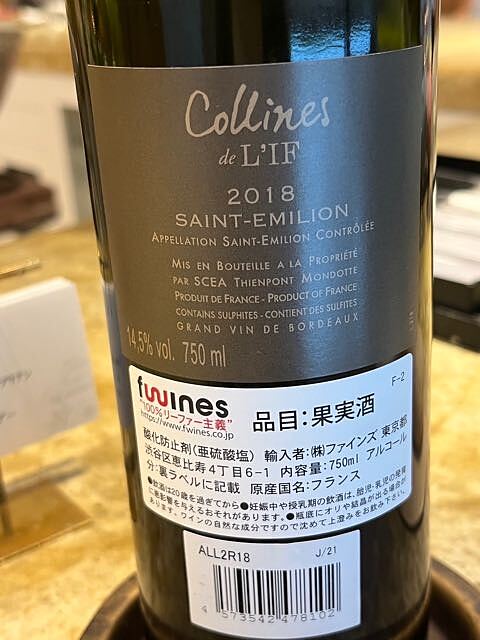 Collines
de L'IF
2018
SAINT-EMILION
APPELLATION SAINT-EMILION CONTRÔLÉE
MIS EN BOUTEILLE A LA PROPRIÉTÉ
PAR SCEA THIENPONT MONDOTTE
PRODUIT DE FRANCE - PRODUCT OF FRANCE
CONTAINS SULPHITES - CONTIENT DES SULFITES
GRAND VIN DE BORDEAUX
14,5% vol. 750 ml
fwines
"100%リーファー主義"
https://www.fwines.co.jp
F-2
品目:果実酒
酸化防止剤(亜硫酸塩) 輸入者:(株)ファインズ 東京都
渋谷区恵比寿4丁目6-1 内容量:750ml アルコール
分:裏ラベルに記載 原産国名:フランス
●飲酒は20歳を過ぎてから●妊娠中や授乳期の飲酒は、胎児・乳児の発育
に悪影響を与えるおそれがあります。●瓶底にオリや結晶が出る場合が
あります。ワインの自然な成分ですので沈めて上澄みをお飲み下さい。
ALL2R18 J/21
4 573542 478102